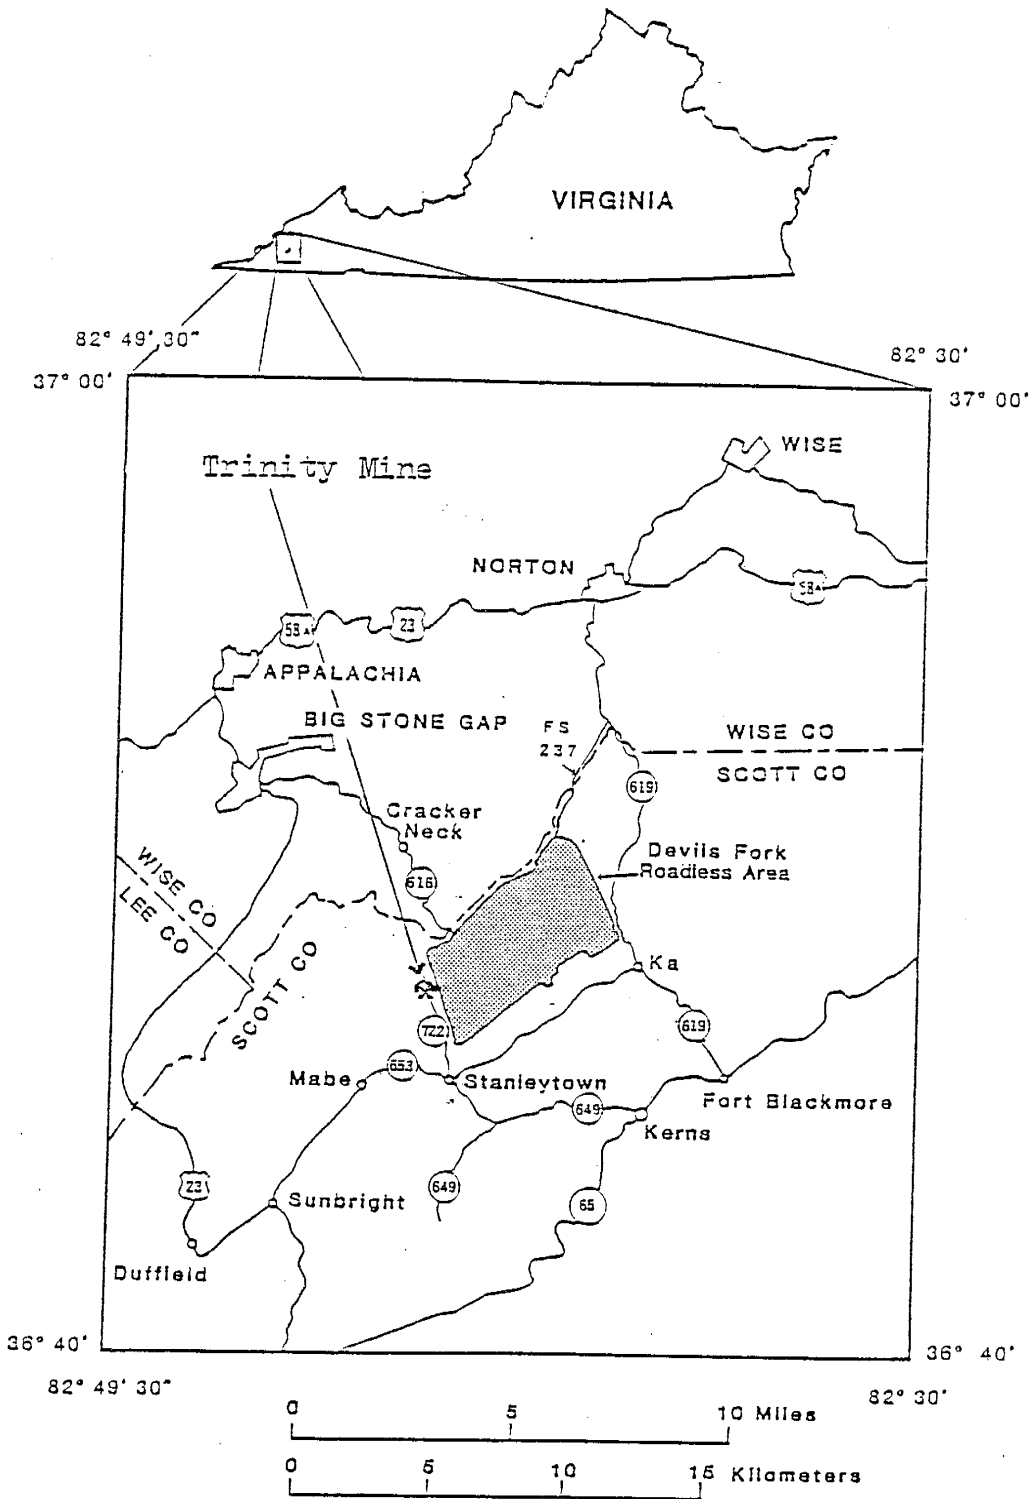 VIRGINIA
82° 49' 30"
82° 30'
37° 00'
37° 00'
WISE
Trinity Mine
NORTON
58A
58A
23
APPALACHIA
BIG STONE GAP
FS
237
WISE CO
SCOTT CO
619
Cracker
Neck
Devils Fork
Roadless Area
616
WISE CO
LEE CO
SCOTT CO
Ka
722
619
653
Mabe
Stanleytown
Fort Blackmore
649
Kerns
23
649
65
Sunbright
Duffield
36° 40'
36° 40'
82° 49' 30"
82° 30'
0 5 10 Miles
0 5 10 15 Kilometers